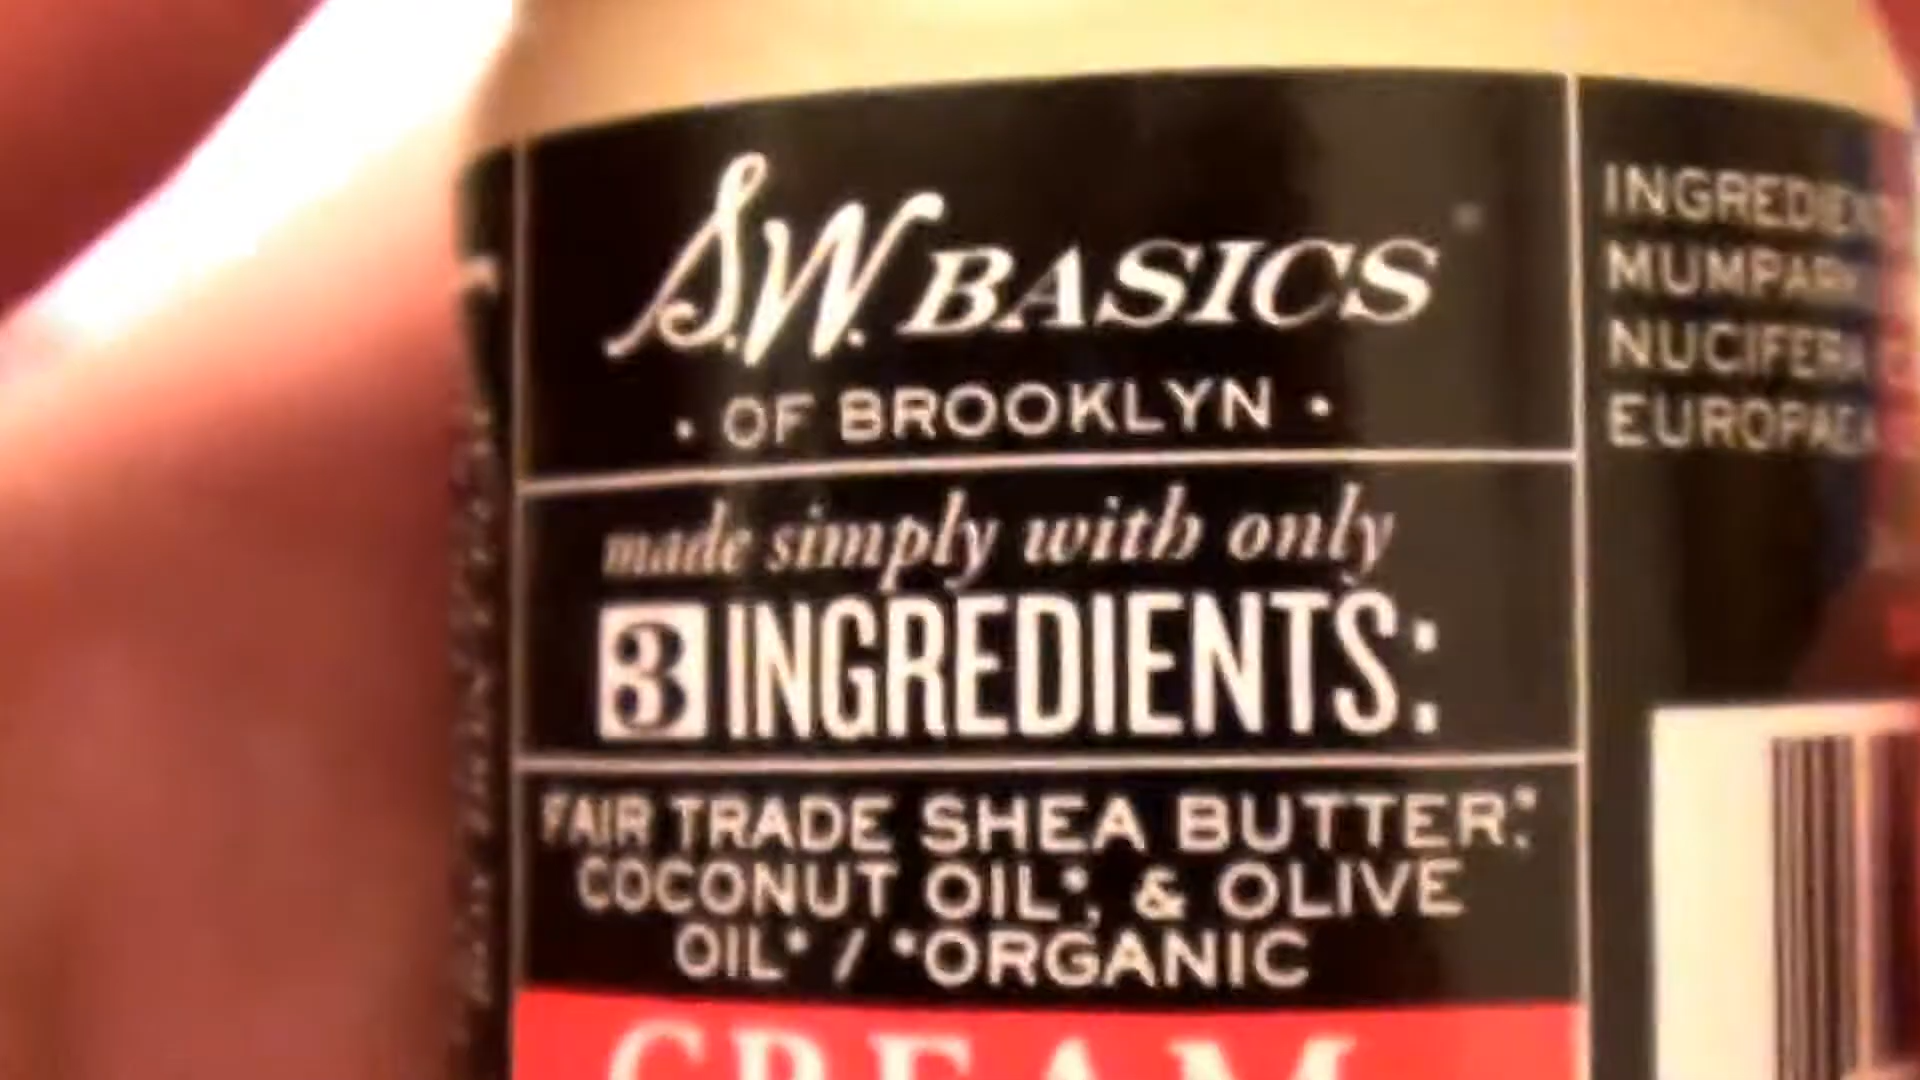 S.W. BASICS
• OF BROOKLYN •
made simply with only
3 INGREDIENTS:
FAIR TRADE SHEA BUTTER*,
COCONUT OIL*, & OLIVE
OIL* / *ORGANIC
CREAM
INGREDIEN
MUMPARK
NUCIFERA
EUROPAEA